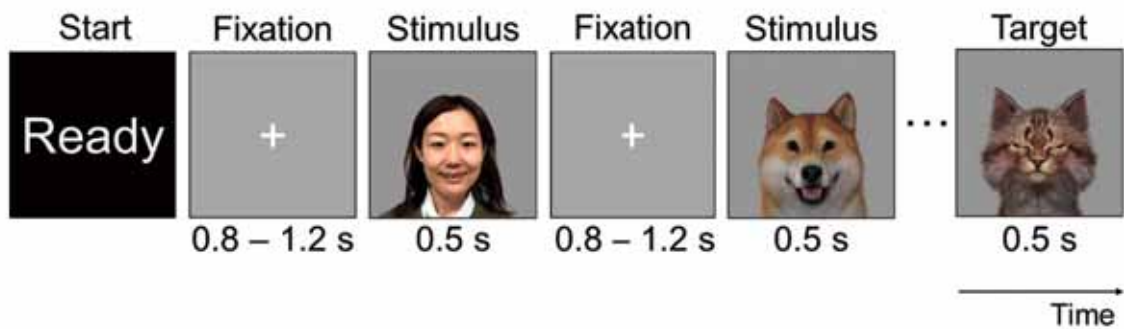 Start Fixation Stimulus Fixation Stimulus Target
Ready + + ...
0.8 – 1.2 s 0.5 s 0.8 – 1.2 s 0.5 s 0.5 s
Time